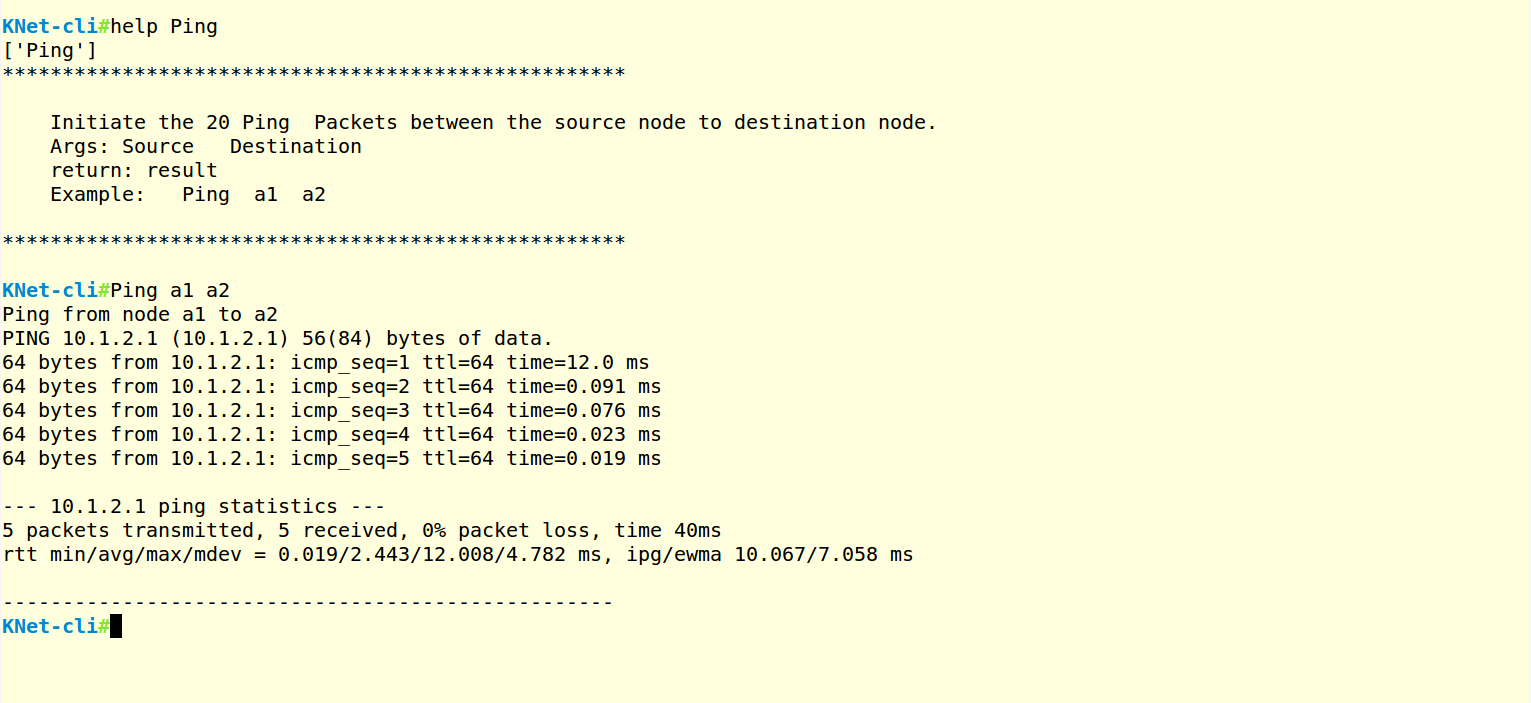 KNet-cli#help Ping
['Ping']
****************************************************
Initiate the 20 Ping  Packets between the source node to destination node.
Args: Source   Destination
return: result
Example:   Ping  a1  a2
****************************************************
KNet-cli#Ping a1 a2
Ping from node a1 to a2
PING 10.1.2.1 (10.1.2.1) 56(84) bytes of data.
64 bytes from 10.1.2.1: icmp_seq=1 ttl=64 time=12.0 ms
64 bytes from 10.1.2.1: icmp_seq=2 ttl=64 time=0.091 ms
64 bytes from 10.1.2.1: icmp_seq=3 ttl=64 time=0.076 ms
64 bytes from 10.1.2.1: icmp_seq=4 ttl=64 time=0.023 ms
64 bytes from 10.1.2.1: icmp_seq=5 ttl=64 time=0.019 ms
--- 10.1.2.1 ping statistics ---
5 packets transmitted, 5 received, 0% packet loss, time 40ms
rtt min/avg/max/mdev = 0.019/2.443/12.008/4.782 ms, ipg/ewma 10.067/7.058 ms
---------------------------------------------------
KNet-cli#